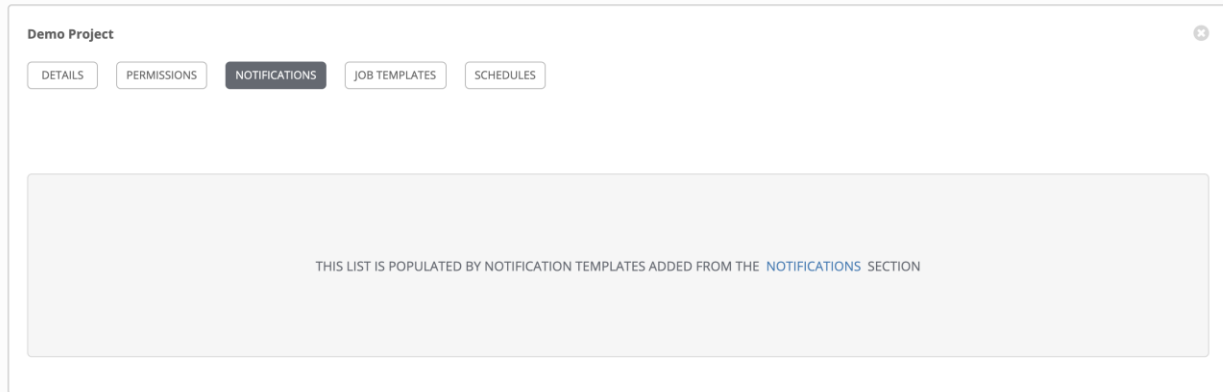 Demo Project
DETAILS PERMISSIONS NOTIFICATIONS JOB TEMPLATES SCHEDULES
THIS LIST IS POPULATED BY NOTIFICATION TEMPLATES ADDED FROM THE NOTIFICATIONS SECTION